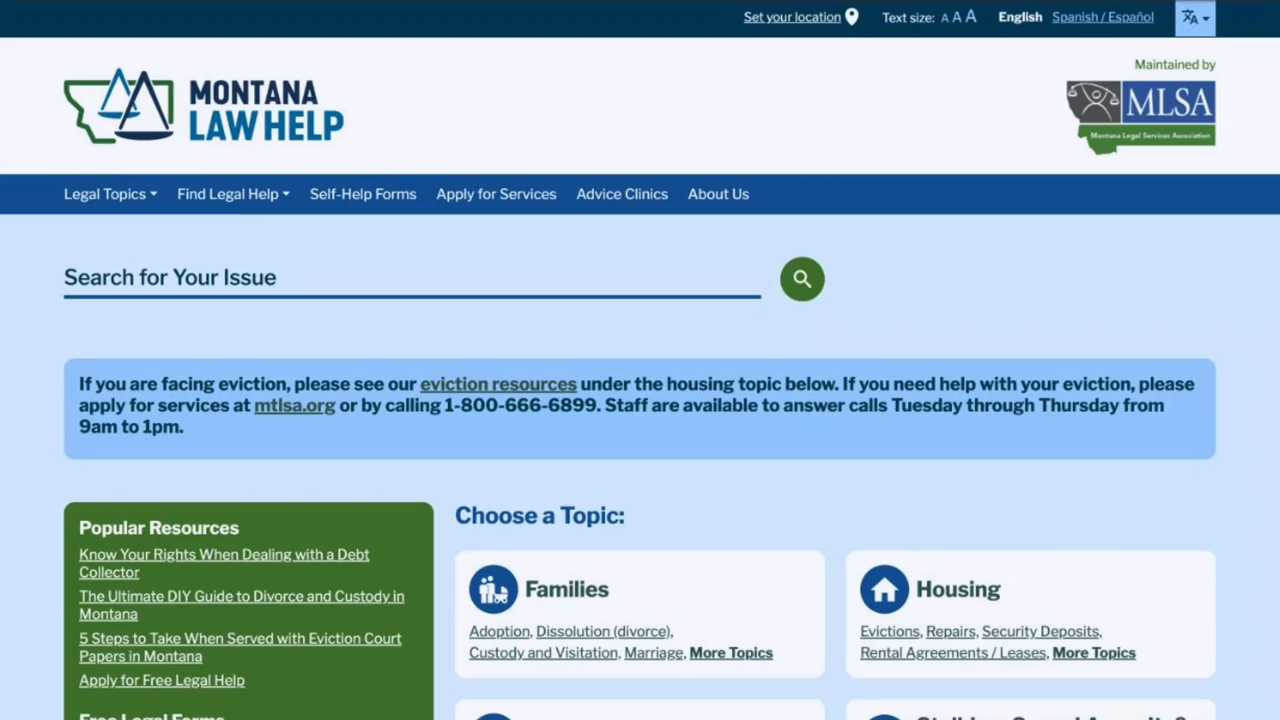 Set your location Text size: A A A English Spanish / Español
MONTANA
LAW HELP
Maintained by
MLSA
Montana Legal Services Association
Legal Topics Find Legal Help Self-Help Forms Apply for Services Advice Clinics About Us
Search for Your Issue
If you are facing eviction, please see our eviction resources under the housing topic below. If you need help with your eviction, please
apply for services at mtlsa.org or by calling 1-800-666-6899. Staff are available to answer calls Tuesday through Thursday from
9am to 1pm.
Popular Resources
Know Your Rights When Dealing with a Debt
Collector
The Ultimate DIY Guide to Divorce and Custody in
Montana
5 Steps to Take When Served with Eviction Court
Papers in Montana
Apply for Free Legal Help
Free Legal Forms
Choose a Topic:
Families
Adoption, Dissolution (divorce),
Custody and Visitation, Marriage, More Topics
Housing
Evictions, Repairs, Security Deposits,
Rental Agreements / Leases, More Topics